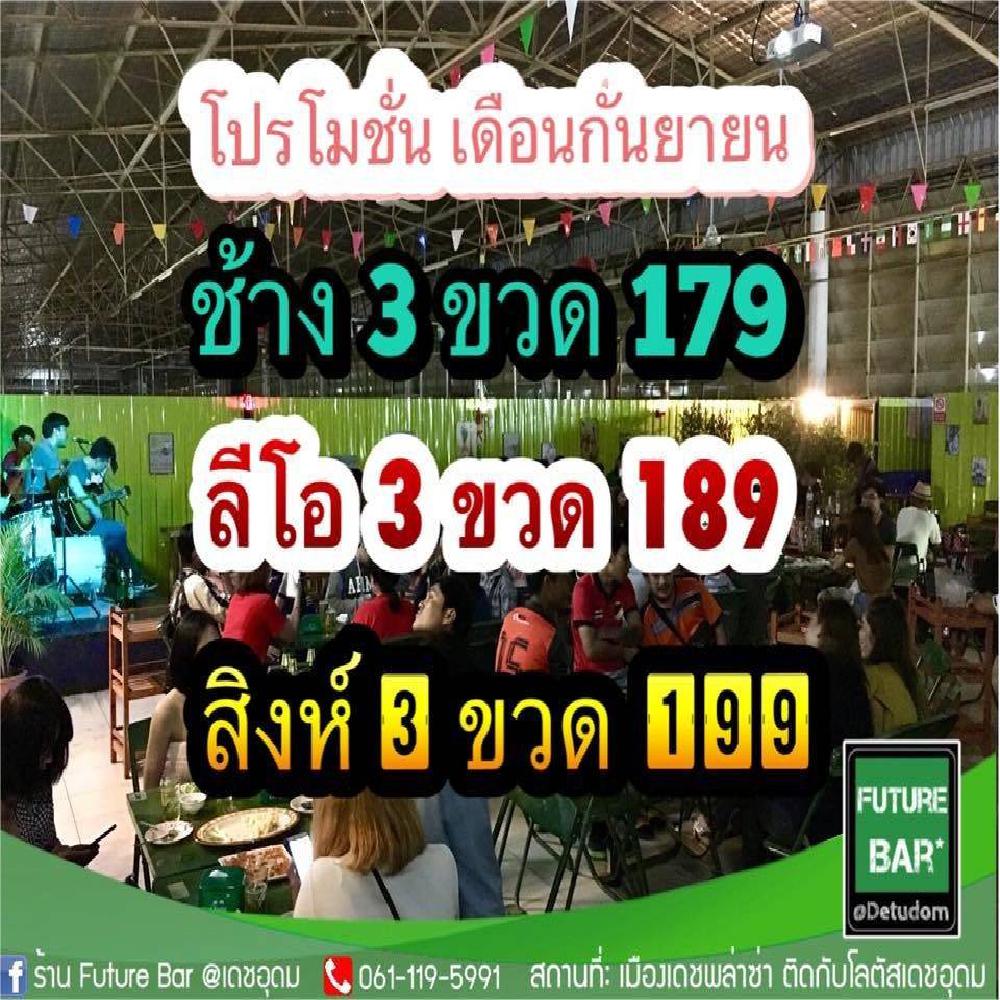 โปรโมชั่น เดือนกันยายน
ช้าง 3 ขวด 179
ลีโอ 3 ขวด 189
สิงห์ 3 ขวด 199
FUTURE
BAR*
@Detudom
f ร้าน Future Bar @เดชอุดม 061-119-5991 สถานที่: เมืองเดชพล่าซ่า ติดกับโลตัสเดชอุดม